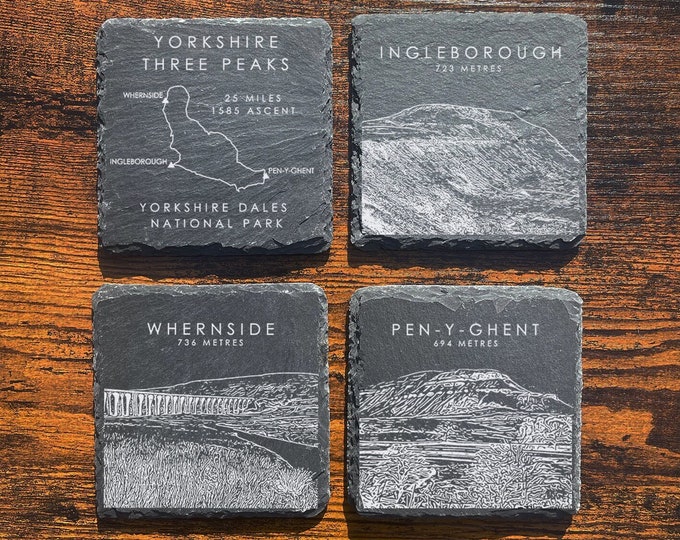 YORKSHIRE
THREE PEAKS
WHERNSIDE
25 MILES
1585 ASCENT
INGLEBOROUGH
PEN-Y-GHENT
YORKSHIRE DALES
NATIONAL PARK
INGLEBOROUGH
723 METRES
WHERNSIDE
736 METRES
PEN-Y-GHENT
694 METRES